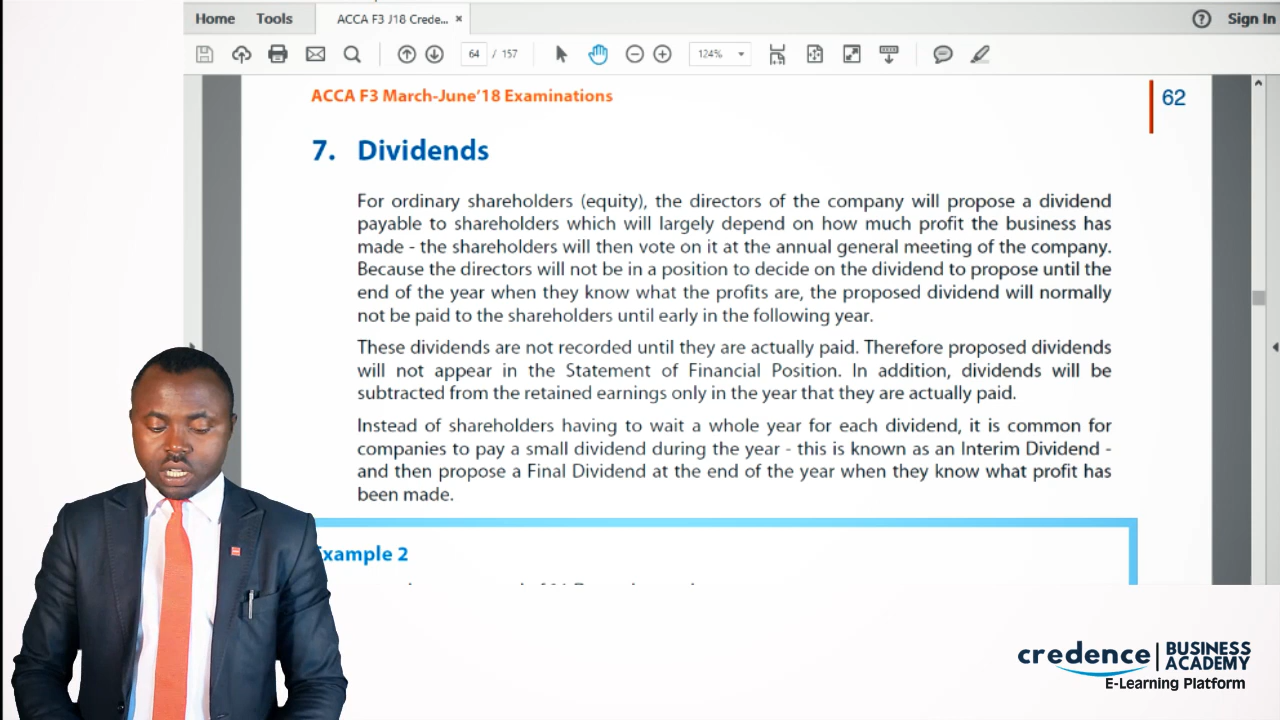 Home Tools ACCA F3 J18 Crede... × Sign In
64 / 157 124%
ACCA F3 March-June'18 Examinations 62
7. Dividends
For ordinary shareholders (equity), the directors of the company will propose a dividend
payable to shareholders which will largely depend on how much profit the business has
made - the shareholders will then vote on it at the annual general meeting of the company.
Because the directors will not be in a position to decide on the dividend to propose until the
end of the year when they know what the profits are, the proposed dividend will normally
not be paid to the shareholders until early in the following year.
These dividends are not recorded until they are actually paid. Therefore proposed dividends
will not appear in the Statement of Financial Position. In addition, dividends will be
subtracted from the retained earnings only in the year that they are actually paid.
Instead of shareholders having to wait a whole year for each dividend, it is common for
companies to pay a small dividend during the year - this is known as an Interim Dividend -
and then propose a Final Dividend at the end of the year when they know what profit has
been made.
xample 2
credence BUSINESS
ACADEMY
E-Learning Platform